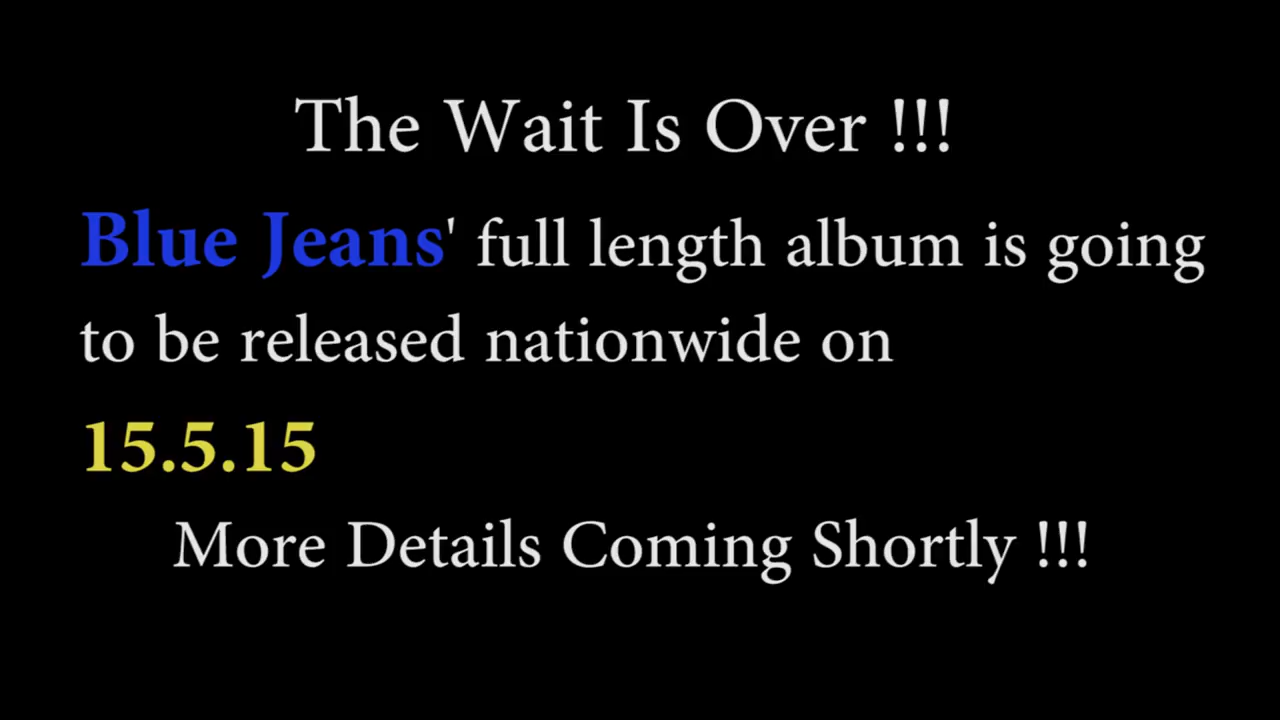 The Wait Is Over !!!
Blue Jeans' full length album is going
to be released nationwide on
15.5.15
More Details Coming Shortly !!!